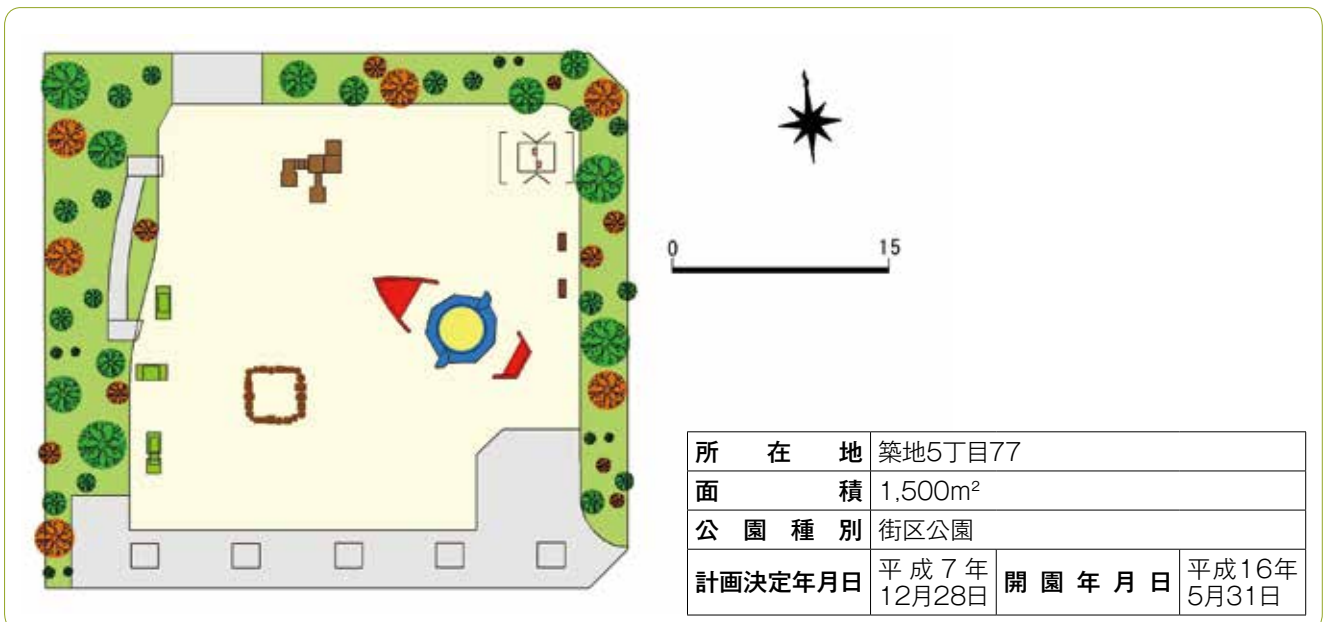 0 15
所在地 築地5丁目77
面積 1,500m²
公園種別 街区公園
計画決定年月日 平成7年
12月28日 開園年月日 平成16年
5月31日